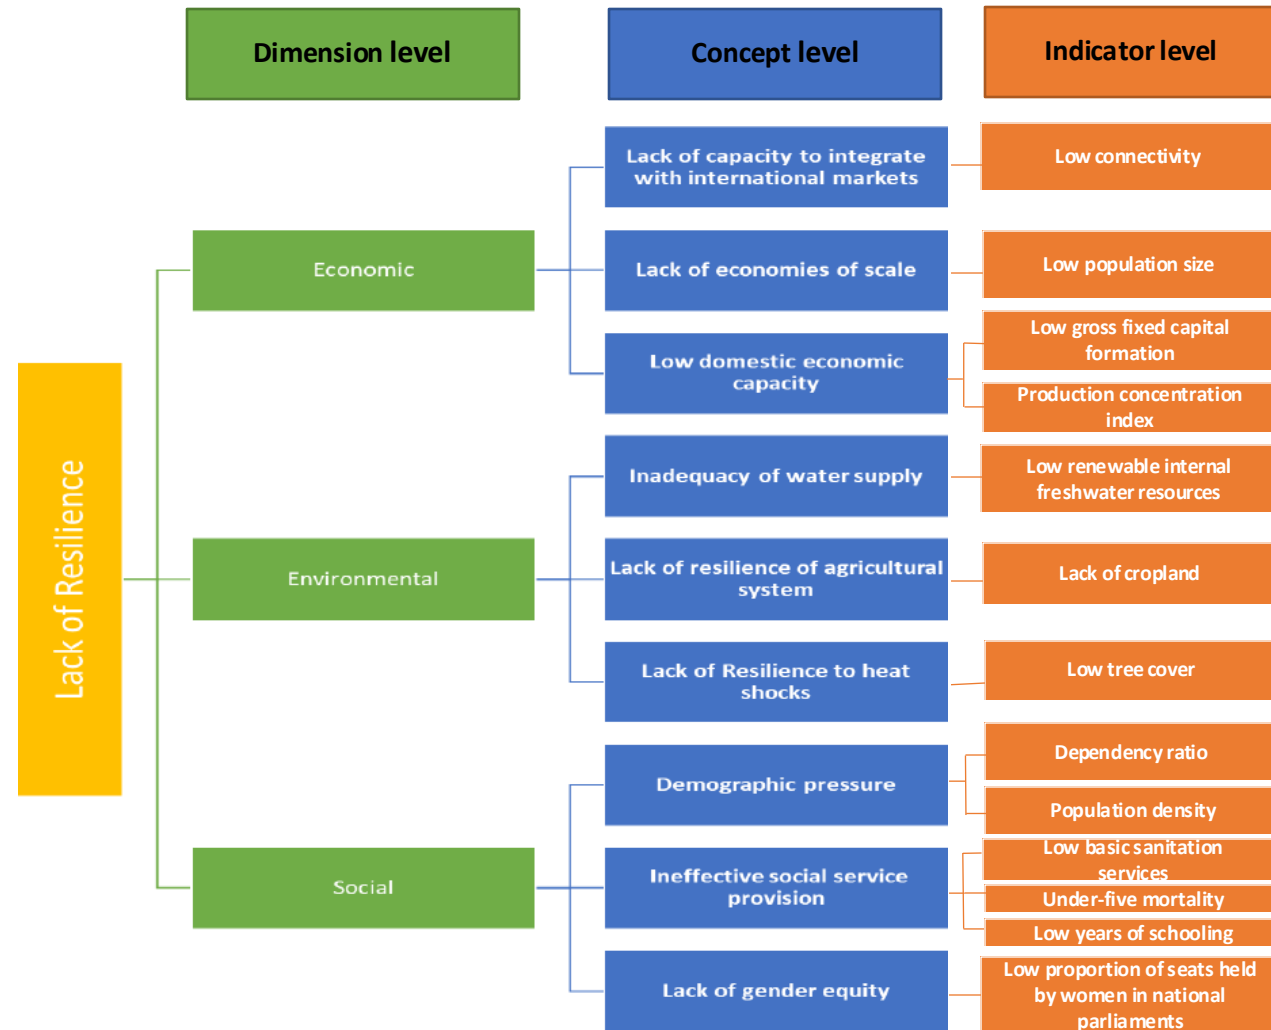 Dimension level
Concept level
Indicator level
Lack of Resilience
Economic
Lack of capacity to integrate
with international markets
Low connectivity
Lack of economies of scale
Low population size
Low domestic economic
capacity
Low gross fixed capital
formation
Production concentration
index
Environmental
Inadequacy of water supply
Low renewable internal
freshwater resources
Lack of resilience of agricultural
system
Lack of cropland
Lack of Resilience to heat
shocks
Low tree cover
Social
Demographic pressure
Dependency ratio
Population density
Ineffective social service
provision
Low basic sanitation
services
Under-five mortality
Low years of schooling
Lack of gender equity
Low proportion of seats held
by women in national
parliaments